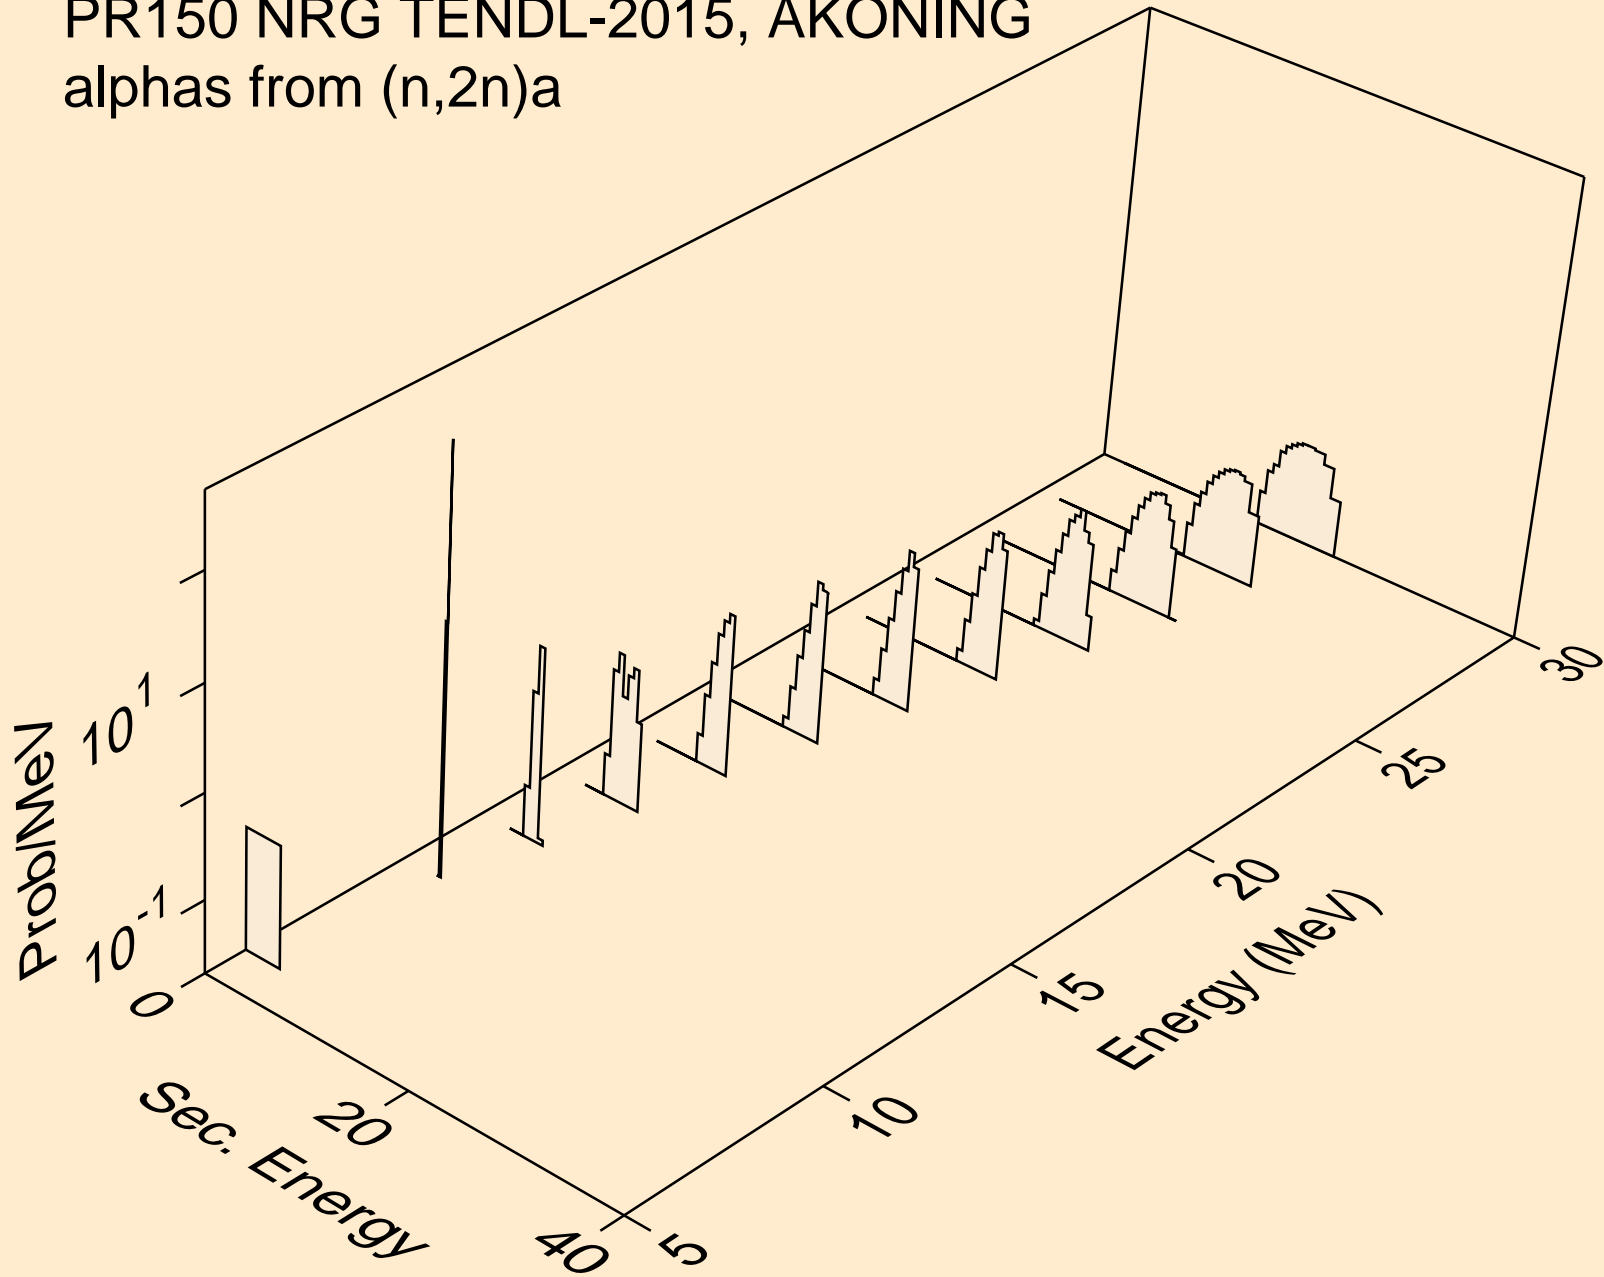 PR150 NRG TENDL-2015, AKONING
alphas from (n,2n)a
10^1
10^-1
Prob/MeV
0
20
40
Sec. Energy
5
10
15
20
25
30
Energy (MeV)